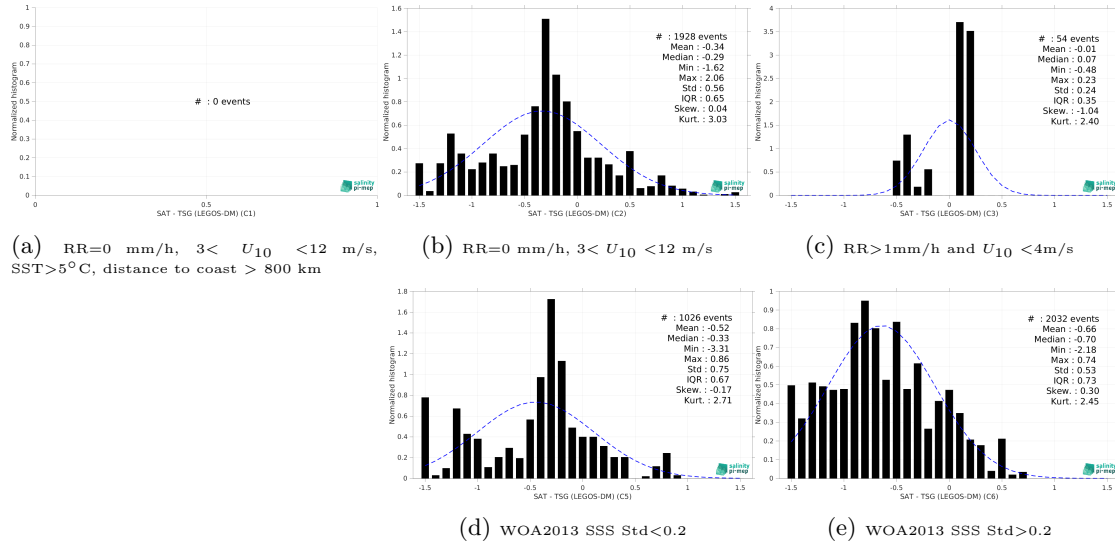 Normalized histogram
1
0.9
0.8
0.7
0.6
0.5
0.4
0.3
0.2
0.1
0
# : 0 events
salinity
pi-mep
0 0.5 1
SAT - TSG (LEGOS-DM) (C1)
(a) RR=0 mm/h, 3< U10 <12 m/s,
SST>5°C, distance to coast > 800 km
Normalized histogram
1.6
1.4
1.2
1
0.8
0.6
0.4
0.2
0
# : 1928 events
Mean : -0.34
Median : -0.29
Min : -1.62
Max : 2.06
Std : 0.56
IQR : 0.65
Skew. : 0.04
Kurt. : 3.03
salinity
pi-mep
-1.5 -1 -0.5 0 0.5 1 1.5
SAT - TSG (LEGOS-DM) (C2)
(b) RR=0 mm/h, 3< U10 <12 m/s
Normalized histogram
4
3.5
3
2.5
2
1.5
1
0.5
0
# : 54 events
Mean : -0.01
Median : 0.07
Min : -0.48
Max : 0.23
Std : 0.24
IQR : 0.35
Skew. : -1.04
Kurt. : 2.40
salinity
pi-mep
-1.5 -1 -0.5 0 0.5 1 1.5
SAT - TSG (LEGOS-DM) (C3)
(c) RR>1mm/h and U10 <4m/s
Normalized histogram
1.8
1.6
1.4
1.2
1
0.8
0.6
0.4
0.2
0
# : 1026 events
Mean : -0.52
Median : -0.33
Min : -3.31
Max : 0.86
Std : 0.75
IQR : 0.67
Skew. : -0.17
Kurt. : 2.71
salinity
pi-mep
-1.5 -1 -0.5 0 0.5 1 1.5
SAT - TSG (LEGOS-DM) (C5)
(d) WOA2013 SSS Std<0.2
Normalized histogram
1
0.9
0.8
0.7
0.6
0.5
0.4
0.3
0.2
0.1
0
# : 2032 events
Mean : -0.66
Median : -0.70
Min : -2.18
Max : 0.74
Std : 0.53
IQR : 0.73
Skew. : 0.30
Kurt. : 2.45
salinity
pi-mep
-1.5 -1 -0.5 0 0.5 1 1.5
SAT - TSG (LEGOS-DM) (C6)
(e) WOA2013 SSS Std>0.2